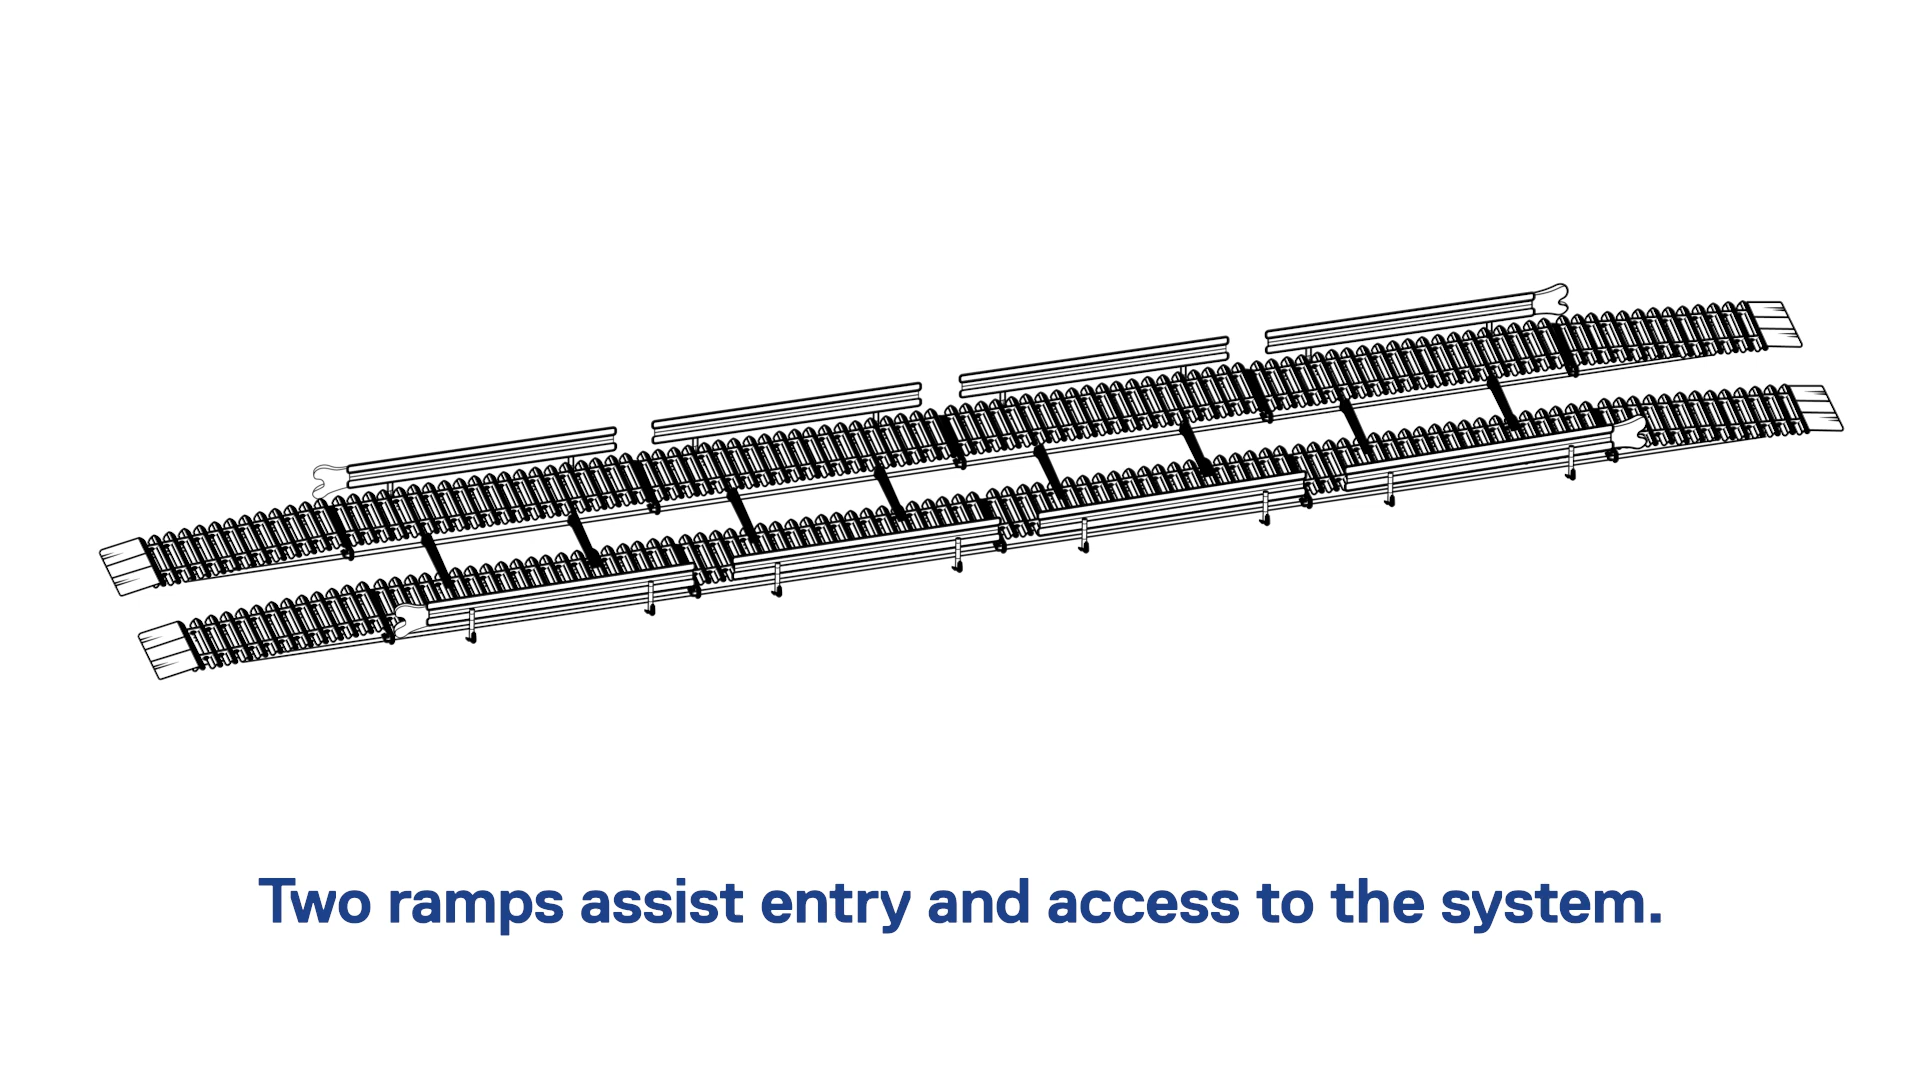 Two ramps assist entry and access to the system.